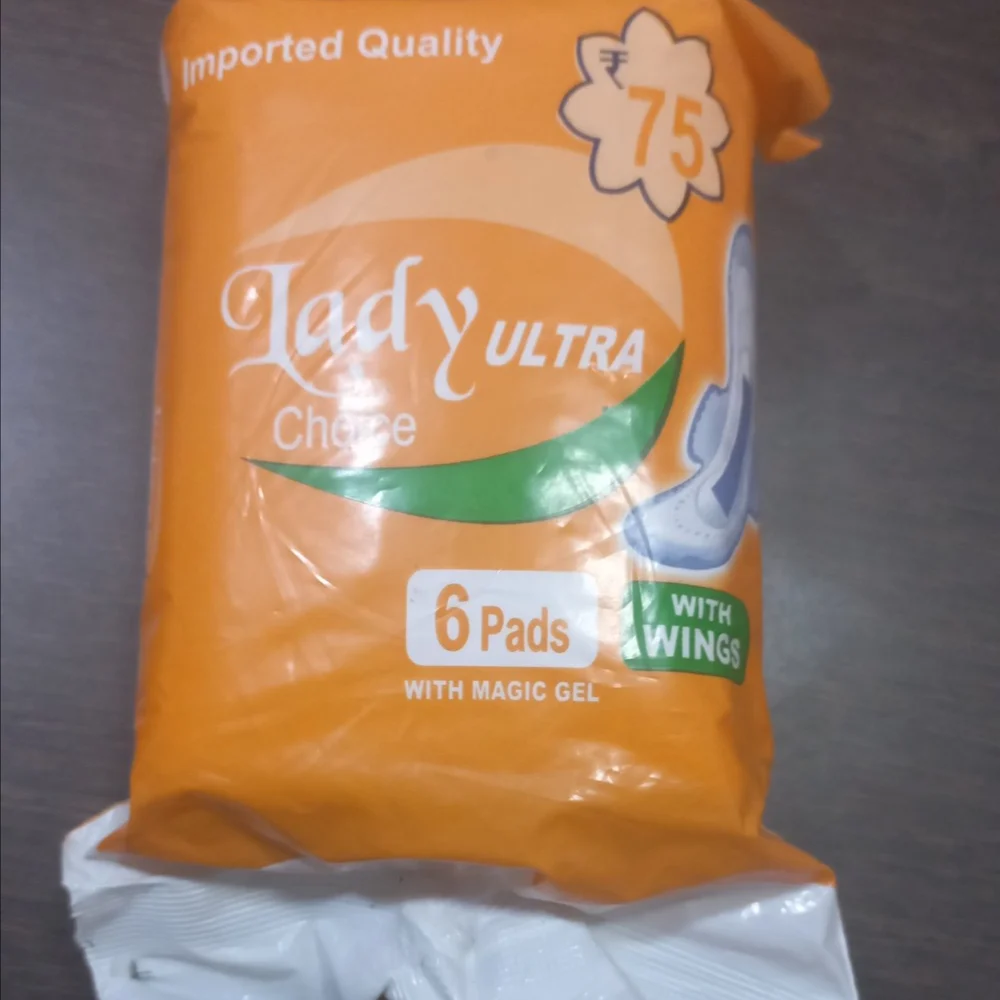 Imported Quality
₹
75
Lady ULTRA
Choice
6 Pads
WITH
WINGS
WITH MAGIC GEL